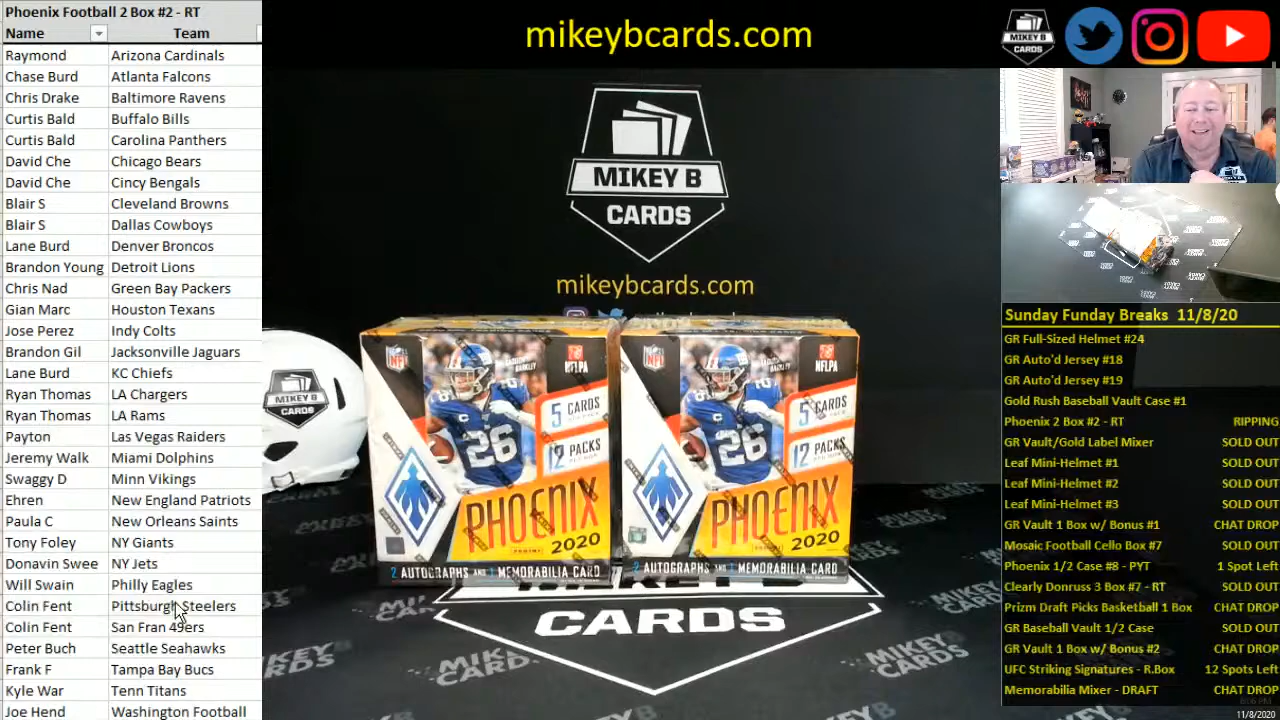 Phoenix Football 2 Box #2 - RT
Name Team
Raymond Arizona Cardinals
Chase Burd Atlanta Falcons
Chris Drake Baltimore Ravens
Curtis Bald Buffalo Bills
Curtis Bald Carolina Panthers
David Che Chicago Bears
David Che Cincy Bengals
Blair S Cleveland Browns
Blair S Dallas Cowboys
Lane Burd Denver Broncos
Brandon Young Detroit Lions
Chris Nad Green Bay Packers
Gian Marc Houston Texans
Jose Perez Indy Colts
Brandon Gil Jacksonville Jaguars
Lane Burd KC Chiefs
Ryan Thomas LA Chargers
Ryan Thomas LA Rams
Payton Las Vegas Raiders
Jeremy Walk Miami Dolphins
Swaggy D Minn Vikings
Ehren New England Patriots
Paula C New Orleans Saints
Tony Foley NY Giants
Donavin Swee NY Jets
Will Swain Philly Eagles
Colin Fent Pittsburgh Steelers
Colin Fent San Fran 49ers
Peter Buch Seattle Seahawks
Frank F Tampa Bay Bucs
Kyle War Tenn Titans
Joe Hend Washington Football
mikeybcards.com
MIKEY B
CARDS
mikeybcards.com
MIKEY B
CARDS
NFL
NFLPA
5 CARDS
12 PACKS
26
PHOENIX
PANINI
2020
2 AUTOGRAPHS AND 1 MEMORABILIA CARD
NFL
NFLPA
5 CARDS
12 PACKS
26
PHOENIX
PANINI
2020
2 AUTOGRAPHS AND 1 MEMORABILIA CARD
CARDS
MIKEY B
CARDS
MIKEY B
CARDS
Sunday Funday Breaks 11/8/20
GR Full-Sized Helmet #24
GR Auto'd Jersey #18
GR Auto'd Jersey #19
Gold Rush Baseball Vault Case #1
Phoenix 2 Box #2 - RT RIPPING
GR Vault/Gold Label Mixer SOLD OUT
Leaf Mini-Helmet #1 SOLD OUT
Leaf Mini-Helmet #2 SOLD OUT
Leaf Mini-Helmet #3 SOLD OUT
GR Vault 1 Box w/ Bonus #1 CHAT DROP
Mosaic Football Cello Box #7 SOLD OUT
Phoenix 1/2 Case #8 - PYT 1 Spot Left
Clearly Donruss 3 Box #7 - RT SOLD OUT
Prizm Draft Picks Basketball 1 Box CHAT DROP
GR Baseball Vault 1/2 Case SOLD OUT
GR Vault 1 Box w/ Bonus #2 CHAT DROP
UFC Striking Signatures - R.Box 12 Spots Left
Memorabilia Mixer - DRAFT CHAT DROP
11/8/2020